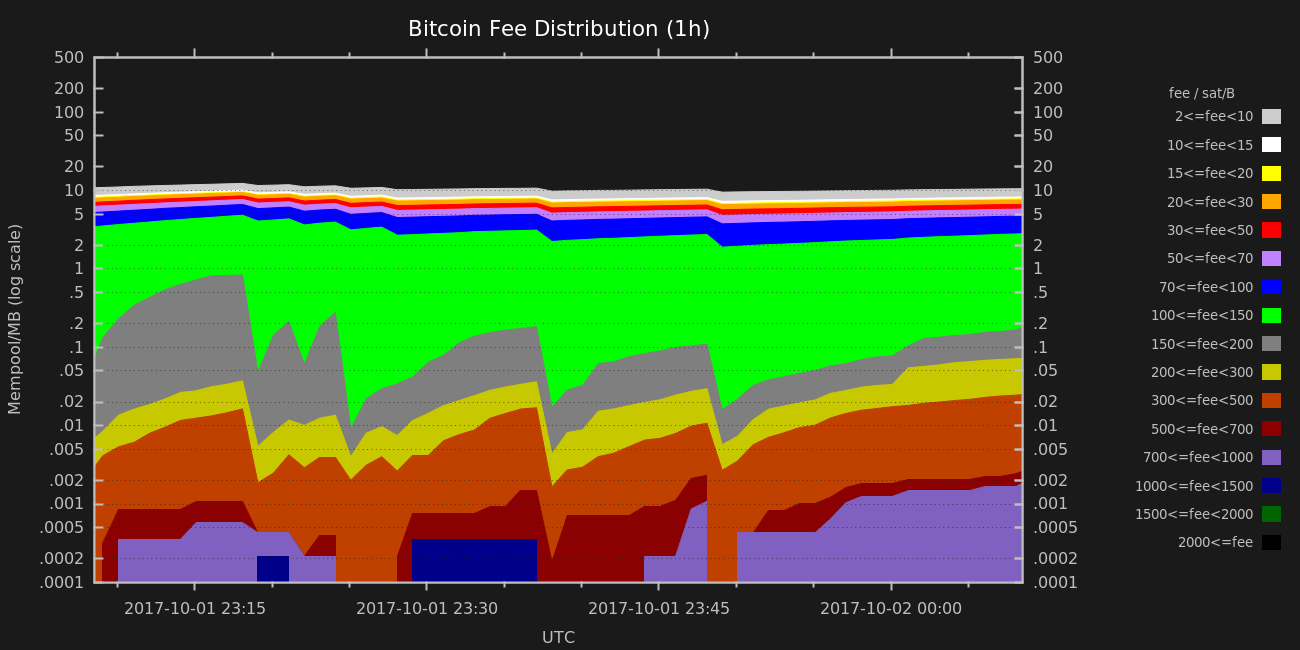 Bitcoin Fee Distribution (1h)
Mempool/MB (log scale)
500
200
100
50
20
10
5
2
1
.5
.2
.1
.05
.02
.01
.005
.002
.001
.0005
.0002
.0001
500
200
100
50
20
10
5
2
1
.5
.2
.1
.05
.02
.01
.005
.002
.001
.0005
.0002
.0001
2017-10-01 23:15
2017-10-01 23:30
2017-10-01 23:45
2017-10-02 00:00
UTC
fee / sat/B
2<=fee<10
10<=fee<15
15<=fee<20
20<=fee<30
30<=fee<50
50<=fee<70
70<=fee<100
100<=fee<150
150<=fee<200
200<=fee<300
300<=fee<500
500<=fee<700
700<=fee<1000
1000<=fee<1500
1500<=fee<2000
2000<=fee